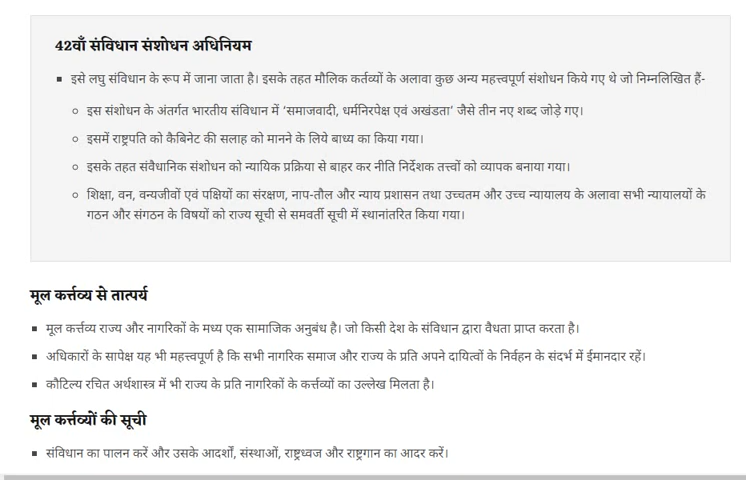 42वाँ संविधान संशोधन अधिनियम
इसे लघु संविधान के रूप में जाना जाता है। इसके तहत मौलिक कर्तव्यों के अलावा कुछ अन्य महत्त्वपूर्ण संशोधन किये गए थे जो निम्नलिखित हैं-
इस संशोधन के अंतर्गत भारतीय संविधान में ‘समाजवादी, धर्मनिरपेक्ष एवं अखंडता’ जैसे तीन नए शब्द जोड़े गए।
इसमें राष्ट्रपति को कैबिनेट की सलाह को मानने के लिये बाध्य का किया गया।
इसके तहत संवैधानिक संशोधन को न्यायिक प्रक्रिया से बाहर कर नीति निर्देशक तत्त्वों को व्यापक बनाया गया।
शिक्षा, वन, वन्यजीवों एवं पक्षियों का संरक्षण, नाप-तौल और न्याय प्रशासन तथा उच्चतम और उच्च न्यायालय के अलावा सभी न्यायालयों के
गठन और संगठन के विषयों को राज्य सूची से समवर्ती सूची में स्थानांतरित किया गया।
मूल कर्त्तव्य से तात्पर्य
मूल कर्त्तव्य राज्य और नागरिकों के मध्य एक सामाजिक अनुबंध है। जो किसी देश के संविधान द्वारा वैधता प्राप्त करता है।
अधिकारों के सापेक्ष यह भी महत्त्वपूर्ण है कि सभी नागरिक समाज और राज्य के प्रति अपने दायित्वों के निर्वहन के संदर्भ में ईमानदार रहें।
कौटिल्य रचित अर्थशास्त्र में भी राज्य के प्रति नागरिकों के कर्त्तव्यों का उल्लेख मिलता है।
मूल कर्त्तव्यों की सूची
संविधान का पालन करें और उसके आदर्शों, संस्थाओं, राष्ट्रध्वज और राष्ट्रगान का आदर करें।